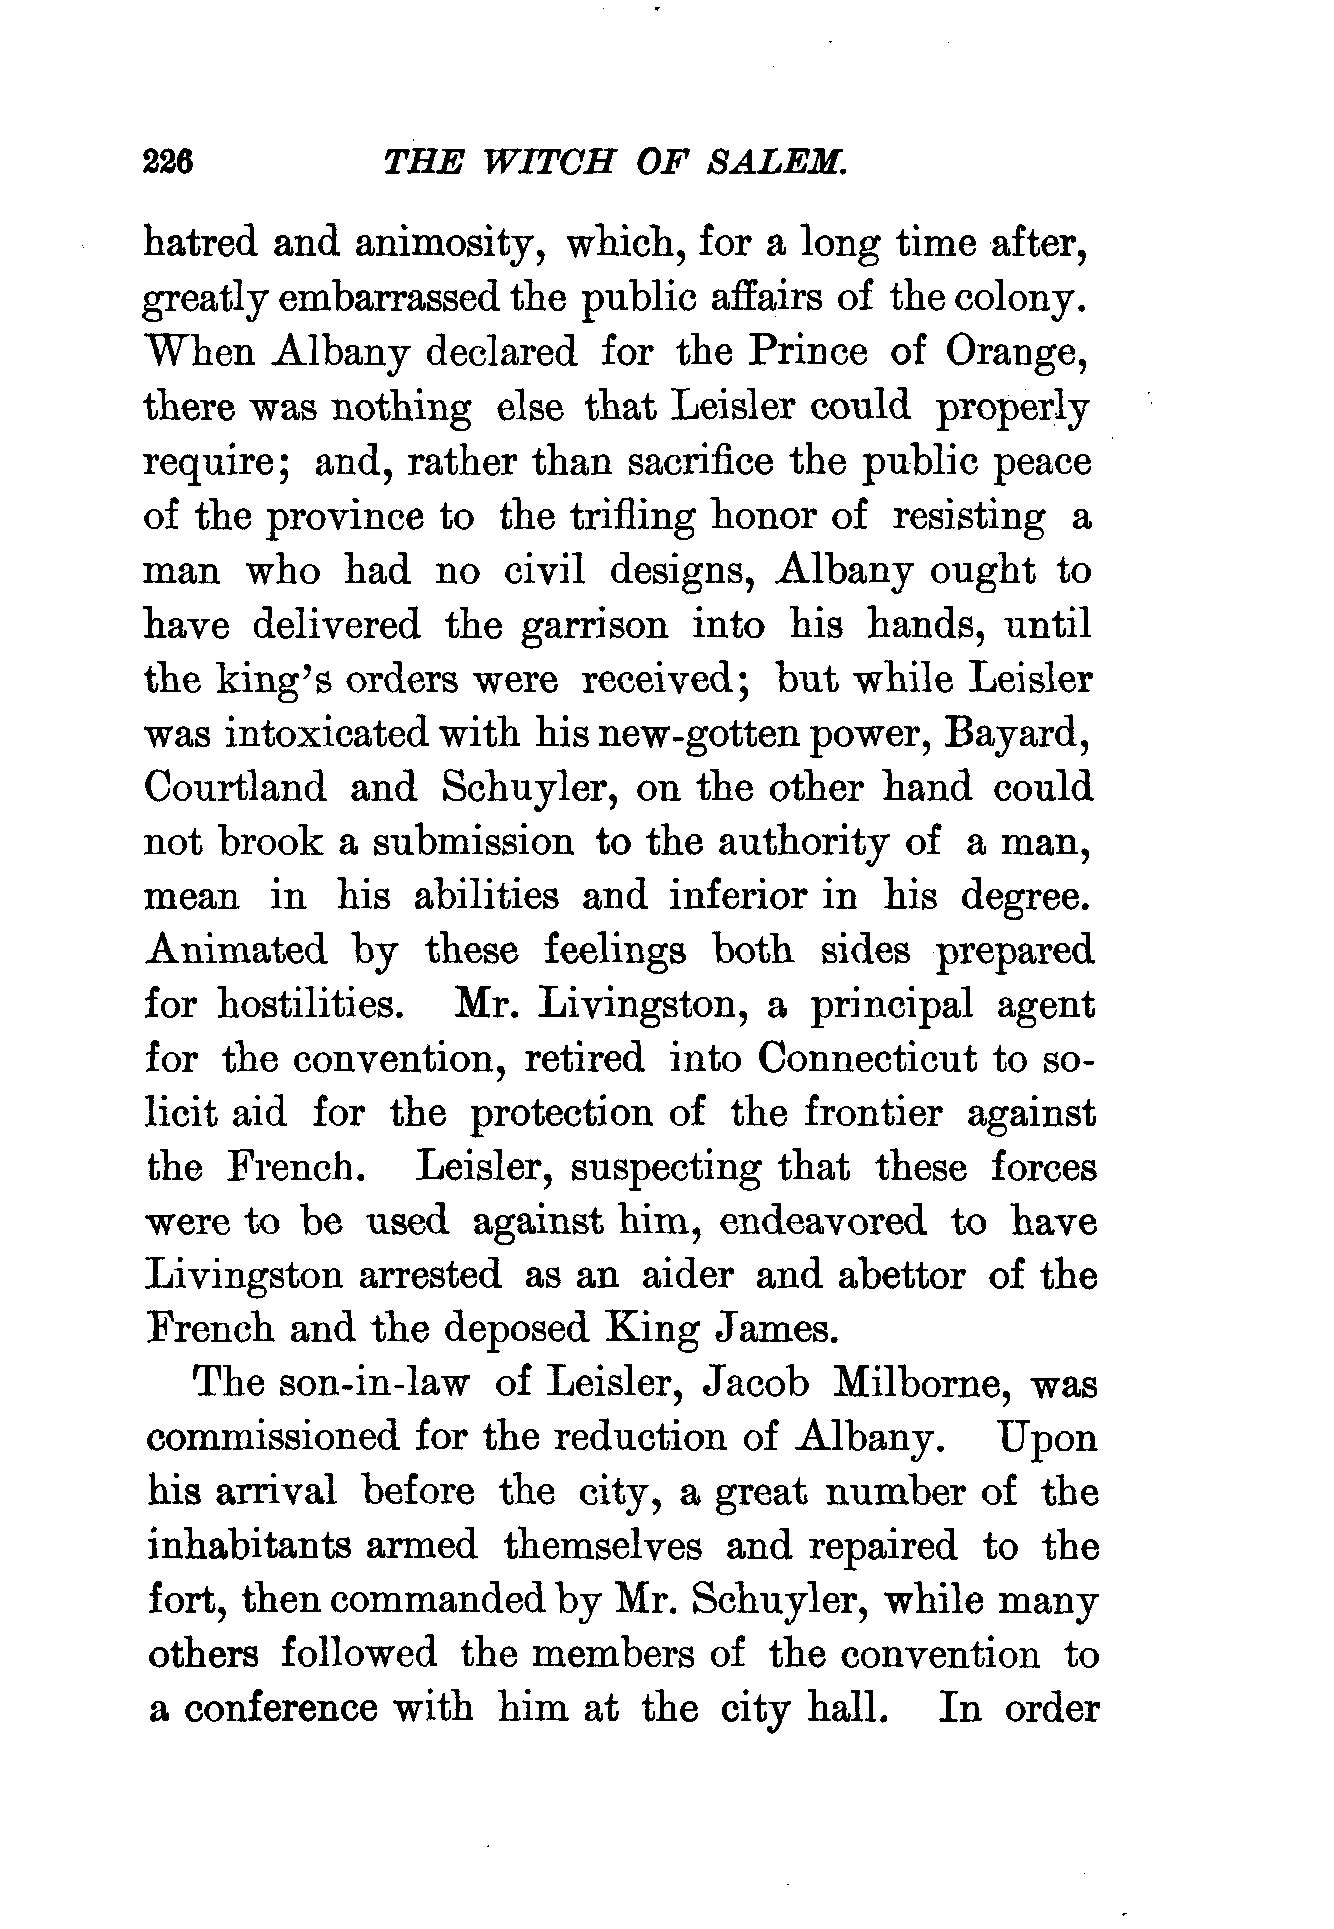 226 THE WITCH OF SALEM.
hatred and animosity, which, for a long time after,
greatly embarrassed the public affairs of the colony.
When Albany declared for the Prince of Orange,
there was nothing else that Leisler could properly
require; and, rather than sacrifice the public peace
of the province to the trifling honor of resisting a
man who had no civil designs, Albany ought to
have delivered the garrison into his hands, until
the king's orders were received; but while Leisler
was intoxicated with his new-gotten power, Bayard,
Courtland and Schuyler, on the other hand could
not brook a submission to the authority of a man,
mean in his abilities and inferior in his degree.
Animated by these feelings both sides prepared
for hostilities. Mr. Livingston, a principal agent
for the convention, retired into Connecticut to so-
licit aid for the protection of the frontier against
the French. Leisler, suspecting that these forces
were to be used against him, endeavored to have
Livingston arrested as an aider and abettor of the
French and the deposed King James.
The son-in-law of Leisler, Jacob Milborne, was
commissioned for the reduction of Albany. Upon
his arrival before the city, a great number of the
inhabitants armed themselves and repaired to the
fort, then commanded by Mr. Schuyler, while many
others followed the members of the convention to
a conference with him at the city hall. In order